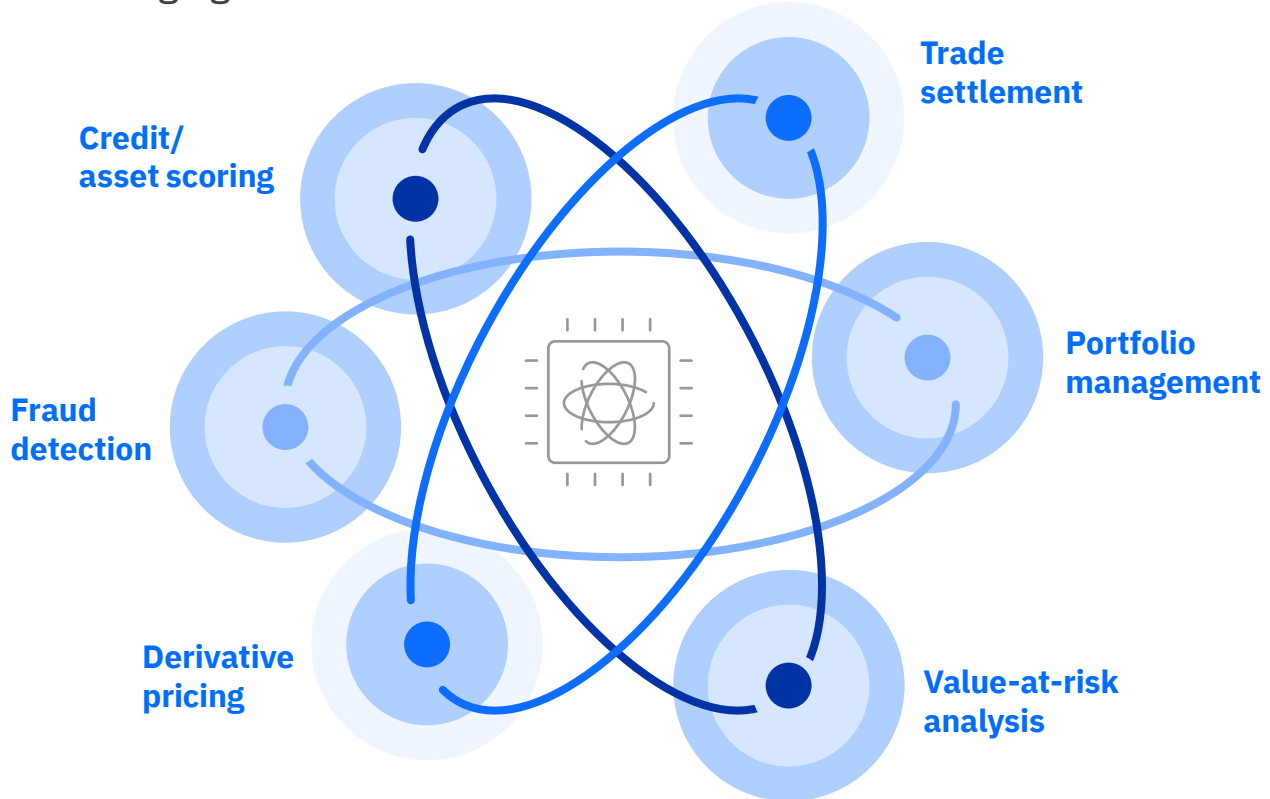 Trade
settlement
Credit/
asset scoring
Portfolio
management
Fraud
detection
Derivative
pricing
Value-at-risk
analysis